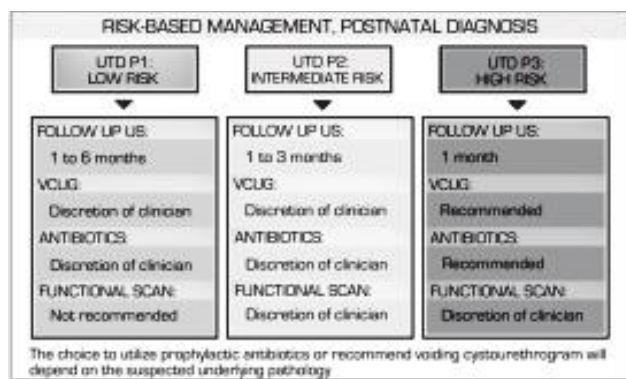 RISK-BASED MANAGEMENT, POSTNATAL DIAGNOSIS
UTD P1:
LOW RISK
UTD P2:
INTERMEDIATE RISK
UTD P3:
HIGH RISK
FOLLOW UP US:
1 to 6 months
VCUG:
Discretion of clinician
ANTIBIOTICS:
Discretion of clinician
FUNCTIONAL SCAN:
Not recommended
FOLLOW UP US:
1 to 3 months
VCUG:
Discretion of clinician
ANTIBIOTICS:
Discretion of clinician
FUNCTIONAL SCAN:
Discretion of clinician
FOLLOW UP US:
1 month
VCUG:
Recommended
ANTIBIOTICS:
Recommended
FUNCTIONAL SCAN:
Discretion of clinician
The choice to utilize prophylactic antibiotics or recommend voiding cystourethrogram will
depend on the suspected underlying pathology